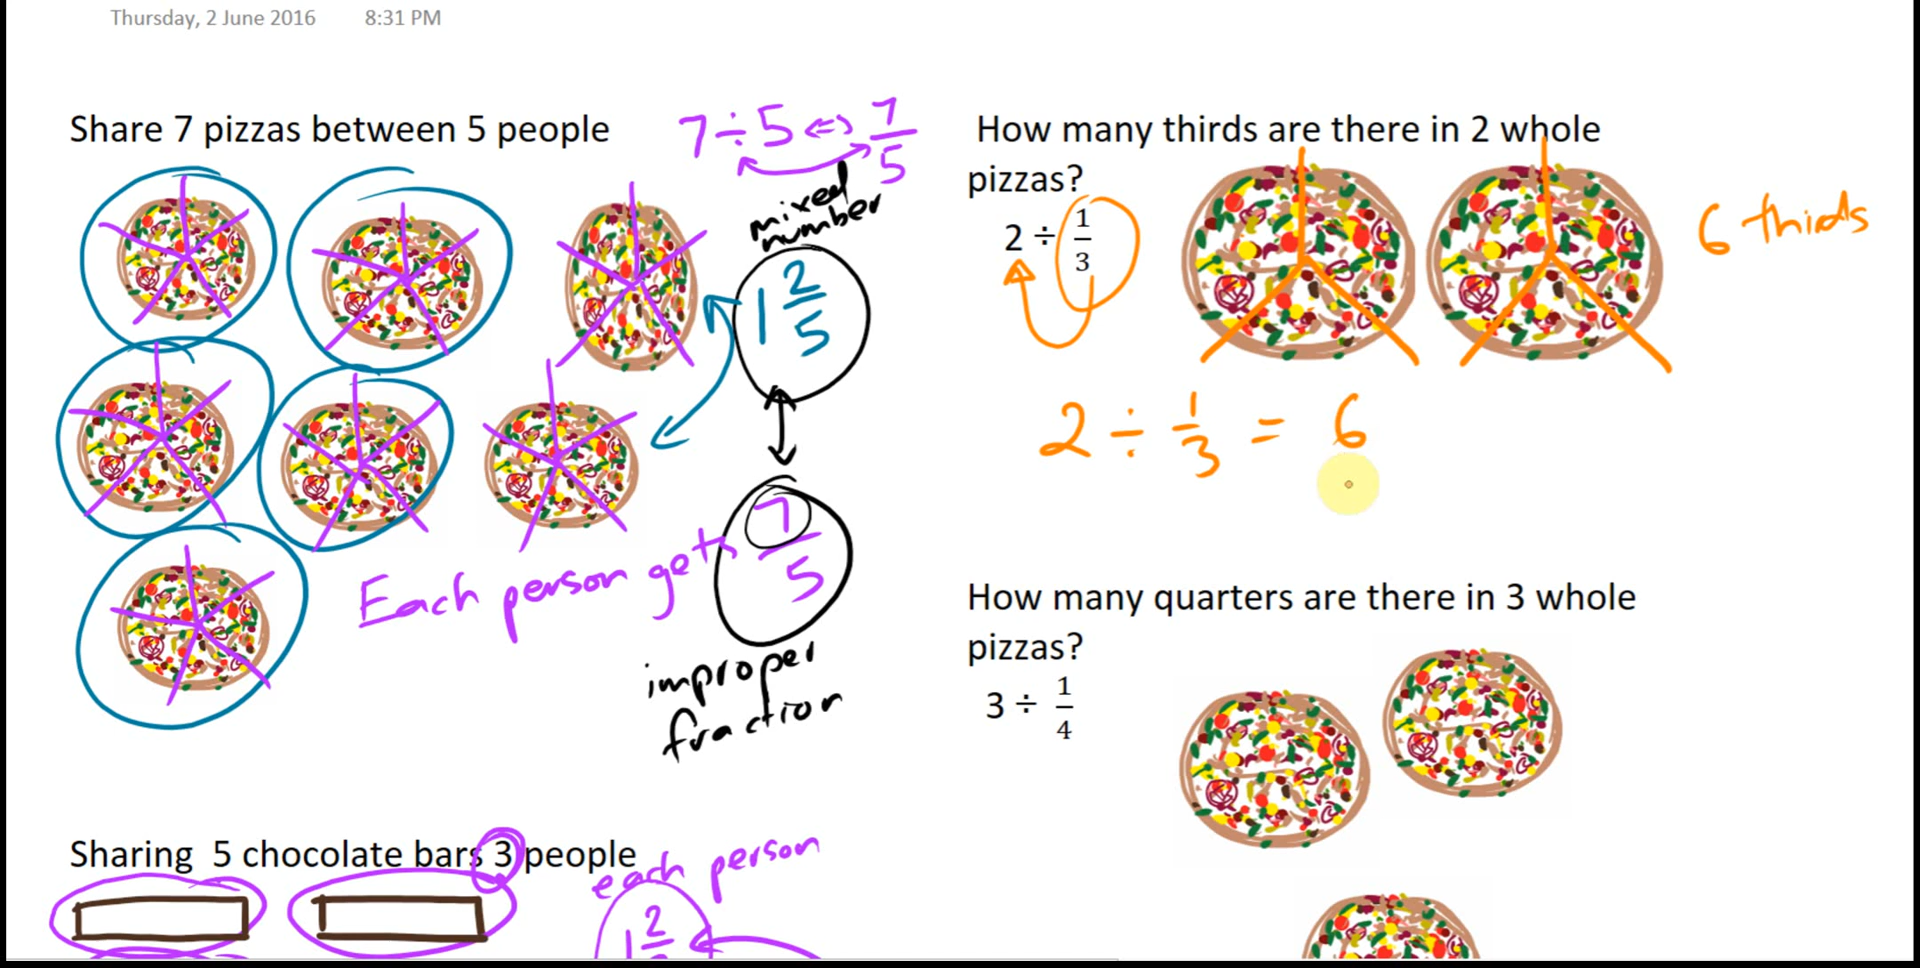 Thursday, 2 June 2016 8:31 PM
Share 7 pizzas between 5 people
7 ÷ 5 ⇔ 7/5
mixed
number
1 2/5
Each person gets 7/5
improper
fraction
Sharing 5 chocolate bars 3 people
each person
1 2
How many thirds are there in 2 whole
pizzas?
2 ÷ 1/3
6 thirds
2 ÷ 1/3 = 6
How many quarters are there in 3 whole
pizzas?
3 ÷ 1/4